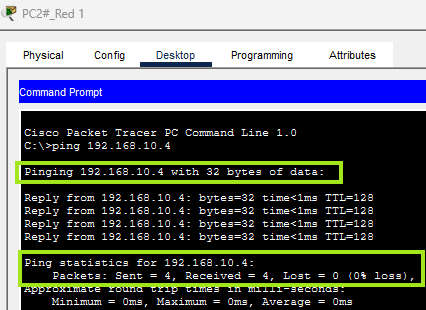 PC2#_Red 1
Physical Config Desktop Programming Attributes
Command Prompt
Cisco Packet Tracer PC Command Line 1.0
C:\>ping 192.168.10.4
Pinging 192.168.10.4 with 32 bytes of data:
Reply from 192.168.10.4: bytes=32 time<1ms TTL=128
Reply from 192.168.10.4: bytes=32 time<1ms TTL=128
Reply from 192.168.10.4: bytes=32 time<1ms TTL=128
Reply from 192.168.10.4: bytes=32 time<1ms TTL=128
Ping statistics for 192.168.10.4:
Packets: Sent = 4, Received = 4, Lost = 0 (0% loss),
Approximate round trip times in milli-seconds:
Minimum = 0ms, Maximum = 0ms, Average = 0ms